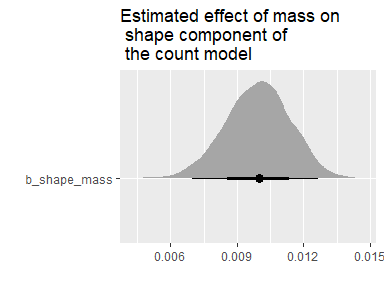 Estimated effect of mass on
shape component of
the count model
b_shape_mass
0.006
0.009
0.012
0.015